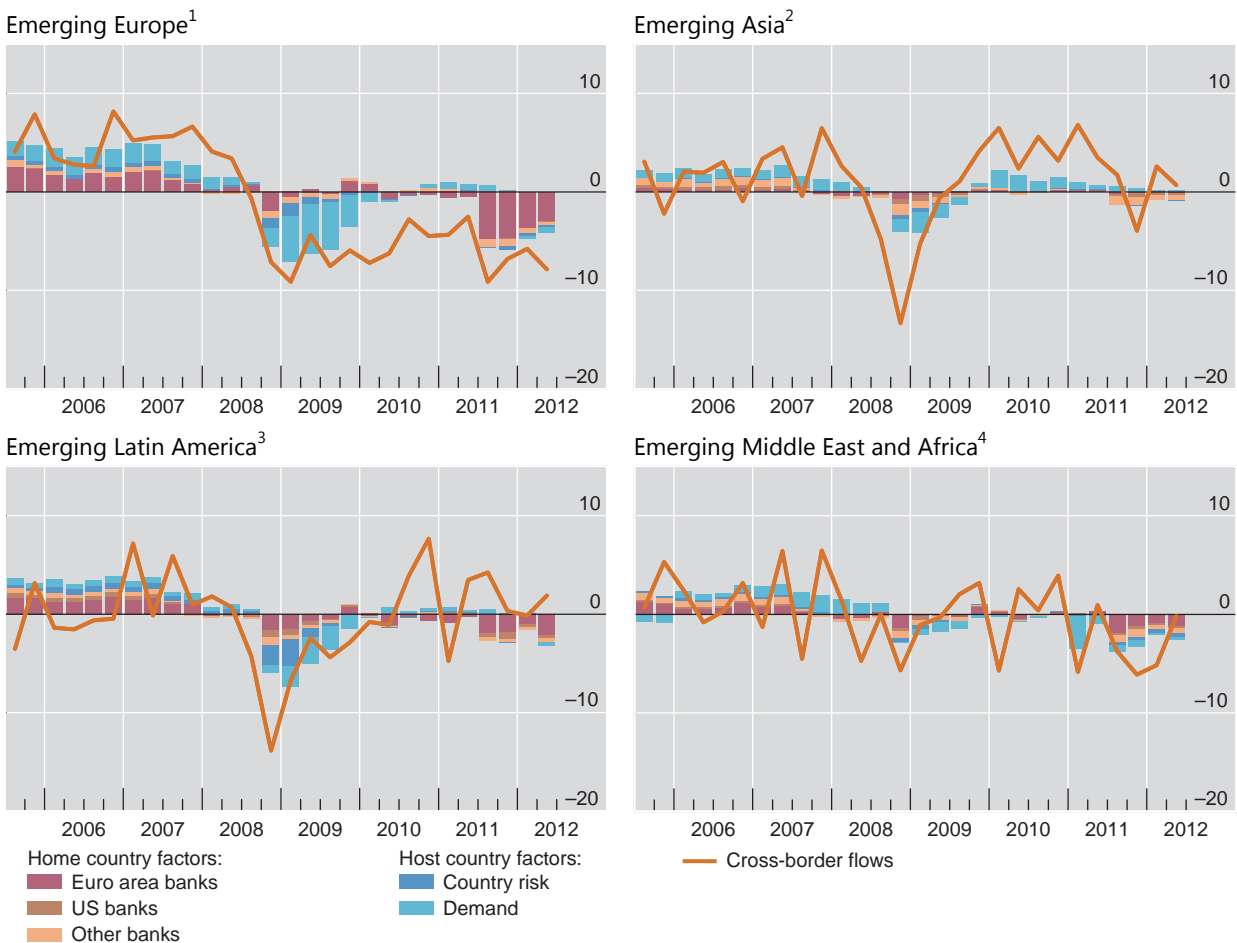 Emerging Europe1
Emerging Asia2
10
0
–10
–20
2006 2007 2008 2009 2010 2011 2012
10
0
–10
–20
2006 2007 2008 2009 2010 2011 2012
Emerging Latin America3
Emerging Middle East and Africa4
10
0
–10
–20
2006 2007 2008 2009 2010 2011 2012
10
0
–10
–20
2006 2007 2008 2009 2010 2011 2012
Home country factors:
Euro area banks
US banks
Other banks
Host country factors:
Country risk
Demand
Cross-border flows